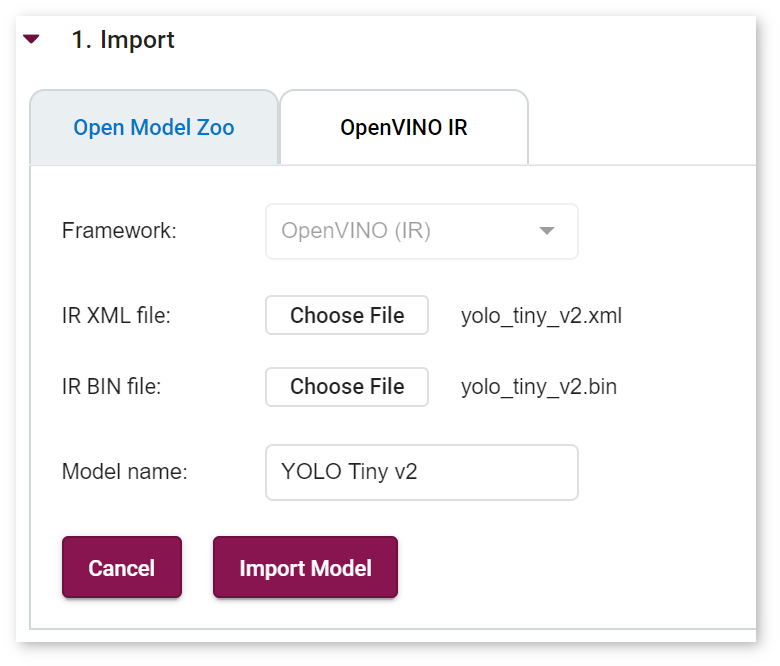 1. Import
Open Model Zoo
OpenVINO IR
Framework:
OpenVINO (IR)
IR XML file:
Choose File
yolo_tiny_v2.xml
IR BIN file:
Choose File
yolo_tiny_v2.bin
Model name:
YOLO Tiny v2
Cancel
Import Model